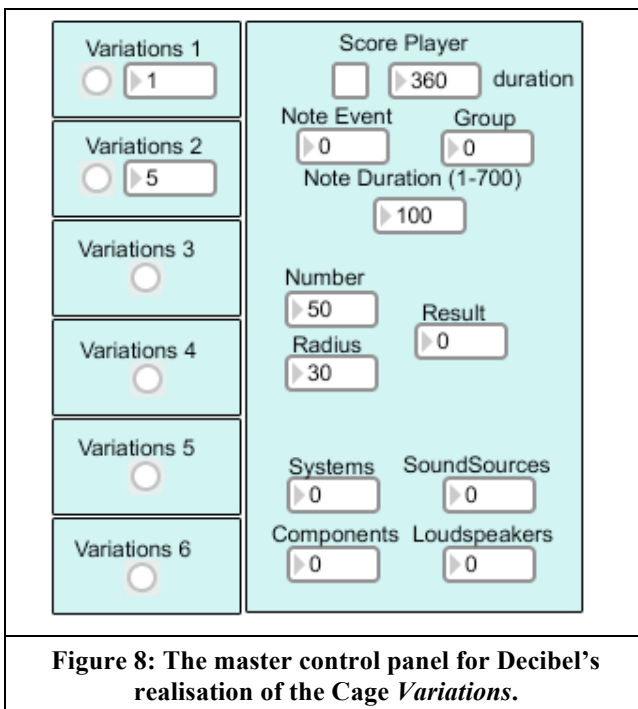 Variations 1
1
Variations 2
5
Variations 3
Variations 4
Variations 5
Variations 6
Score Player
360 duration
Note Event Group
0 0
Note Duration (1-700)
100
Number
50
Result
Radius
0
30
Systems SoundSources
0 0
Components Loudspeakers
0 0
Figure 8: The master control panel for Decibel's
realisation of the Cage Variations.